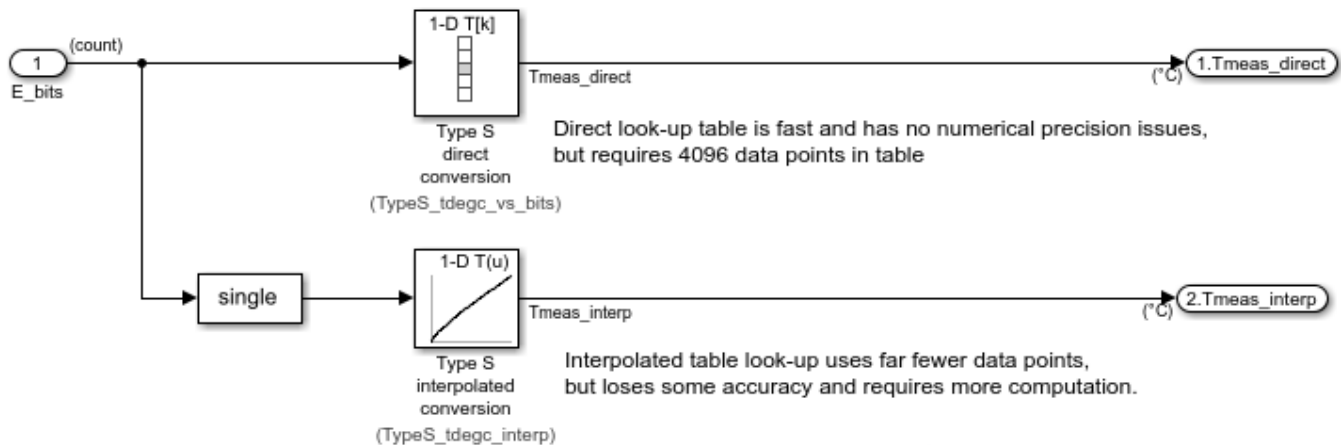 1-D T[k]
(count)
1
E_bits
Tmeas_direct
(°C)
1.Tmeas_direct
Type S
direct
conversion
(TypeS_tdegc_vs_bits)
Direct look-up table is fast and has no numerical precision issues,
but requires 4096 data points in table
single
1-D T(u)
Tmeas_interp
(°C)
2.Tmeas_interp
Type S
interpolated
conversion
(TypeS_tdegc_interp)
Interpolated table look-up uses far fewer data points,
but loses some accuracy and requires more computation.